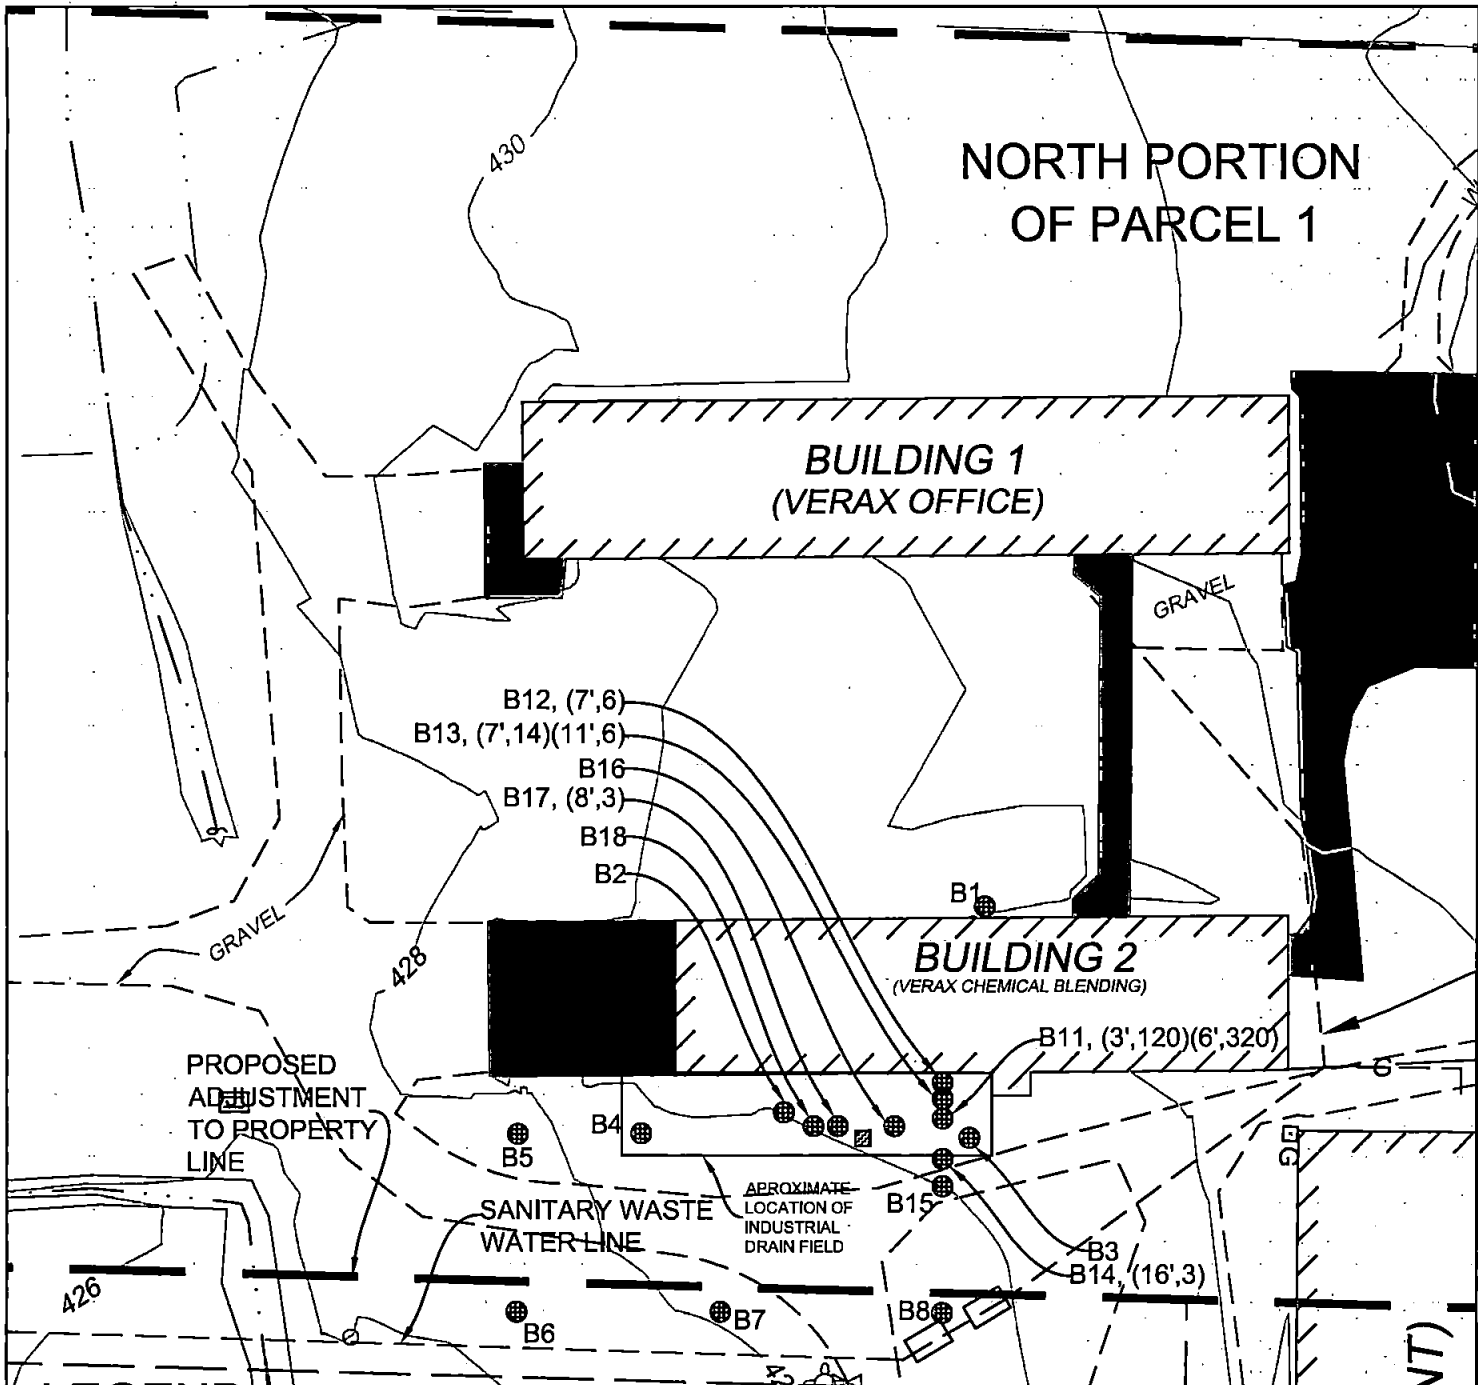 430
NORTH PORTION
OF PARCEL 1
BUILDING 1
(VERAX OFFICE)
GRAVEL
B12, (7',6)
B13, (7',14)(11',6)
B16
B17, (8',3)
B18
B2
B1
GRAVEL
428
BUILDING 2
(VERAX CHEMICAL BLENDING)
B11, (3',120)(6',320)
PROPOSED
ADJUSTMENT
TO PROPERTY
LINE
G
B5
B4
G
B15
APROXIMATE
LOCATION OF
INDUSTRIAL
DRAIN FIELD
SANITARY WASTE
WATER LINE
B3
B14, (16',3)
426
B6
B7
B8